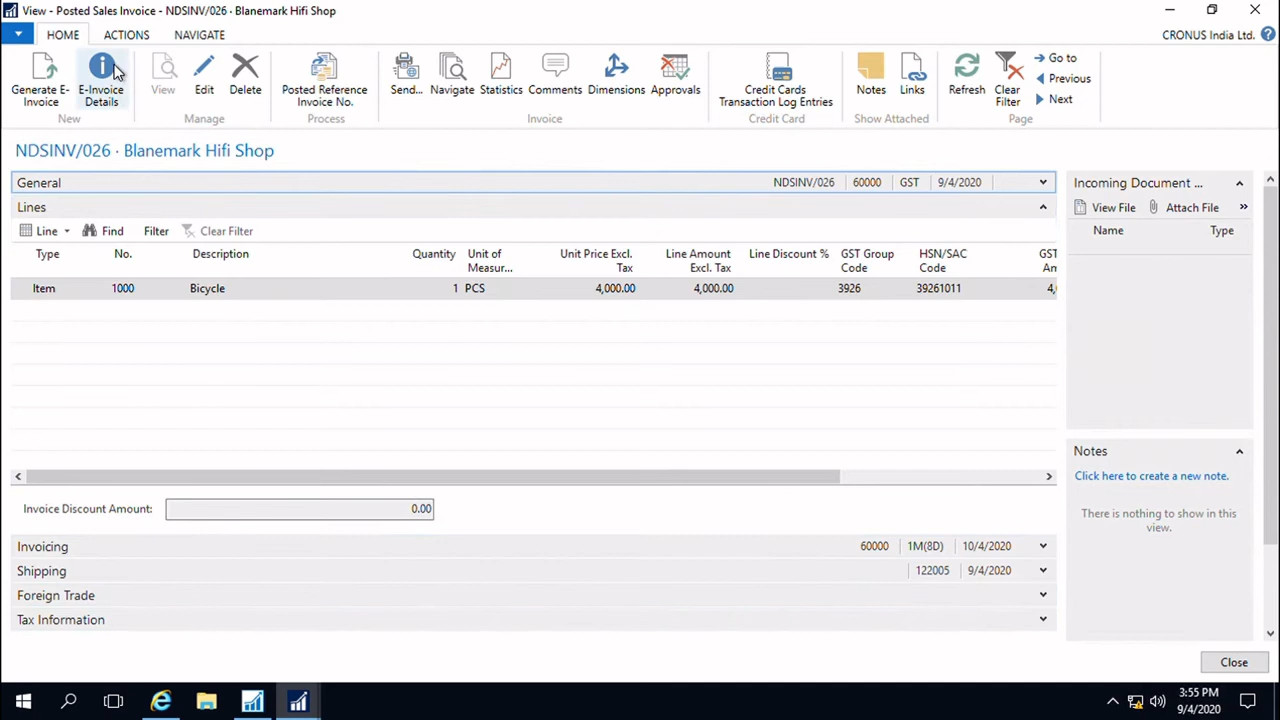 View - Posted Sales Invoice - NDSINV/026 · Blanemark Hifi Shop
HOME ACTIONS NAVIGATE CRONUS India Ltd.
Generate E-Invoice
E-Invoice Details
New
View
Edit
Delete
Manage
Posted Reference Invoice No.
Process
Send...
Navigate
Statistics
Comments
Dimensions
Approvals
Invoice
Credit Cards Transaction Log Entries
Credit Card
Notes
Links
Show Attached
Refresh
Clear Filter
Go to
Previous
Next
Page
NDSINV/026 · Blanemark Hifi Shop
General NDSINV/026 60000 GST 9/4/2020
Lines
Line Find Filter Clear Filter
Type No. Description Quantity Unit of Measur... Unit Price Excl. Tax Line Amount Excl. Tax Line Discount % GST Group Code HSN/SAC Code GST Am
Item 1000 Bicycle 1 PCS 4,000.00 4,000.00 3926 39261011 4,
Invoice Discount Amount: 0.00
Invoicing 60000 1M(8D) 10/4/2020
Shipping 122005 9/4/2020
Foreign Trade
Tax Information
Incoming Document ...
View File Attach File »
Name Type
Notes
Click here to create a new note.
There is nothing to show in this
view.
Close
3:55 PM
9/4/2020